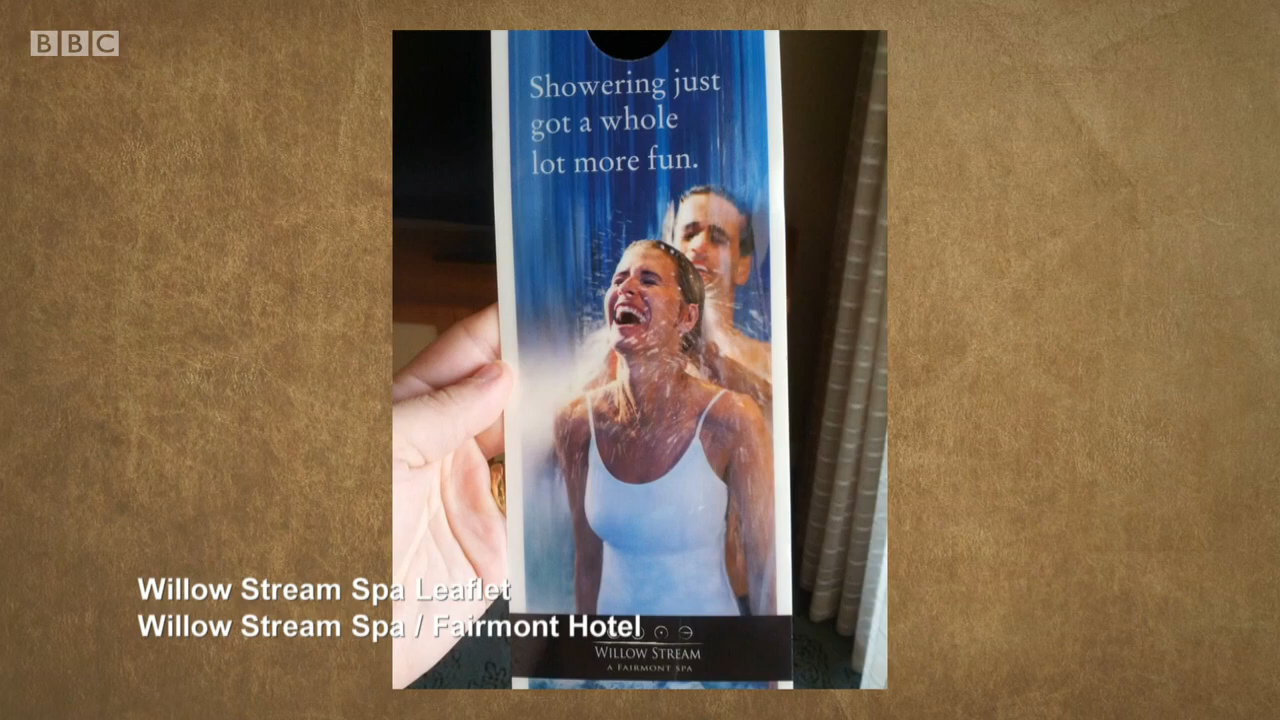 BBC
Showering just
got a whole
lot more fun.
Willow Stream Spa Leaflet
Willow Stream Spa / Fairmont Hotel
WILLOW STREAM
A FAIRMONT SPA